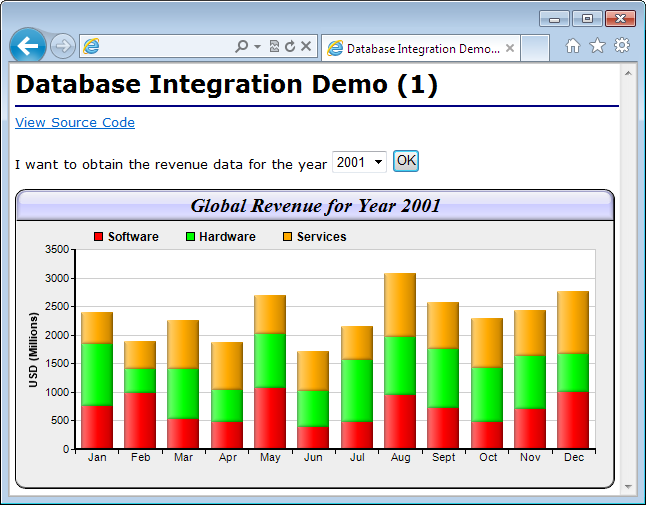 Database Integration Demo...
Database Integration Demo (1)
View Source Code
I want to obtain the revenue data for the year 2001 OK
Global Revenue for Year 2001
Software Hardware Services
USD (Millions)
3500
3000
2500
2000
1500
1000
500
0
Jan Feb Mar Apr May Jun Jul Aug Sept Oct Nov Dec